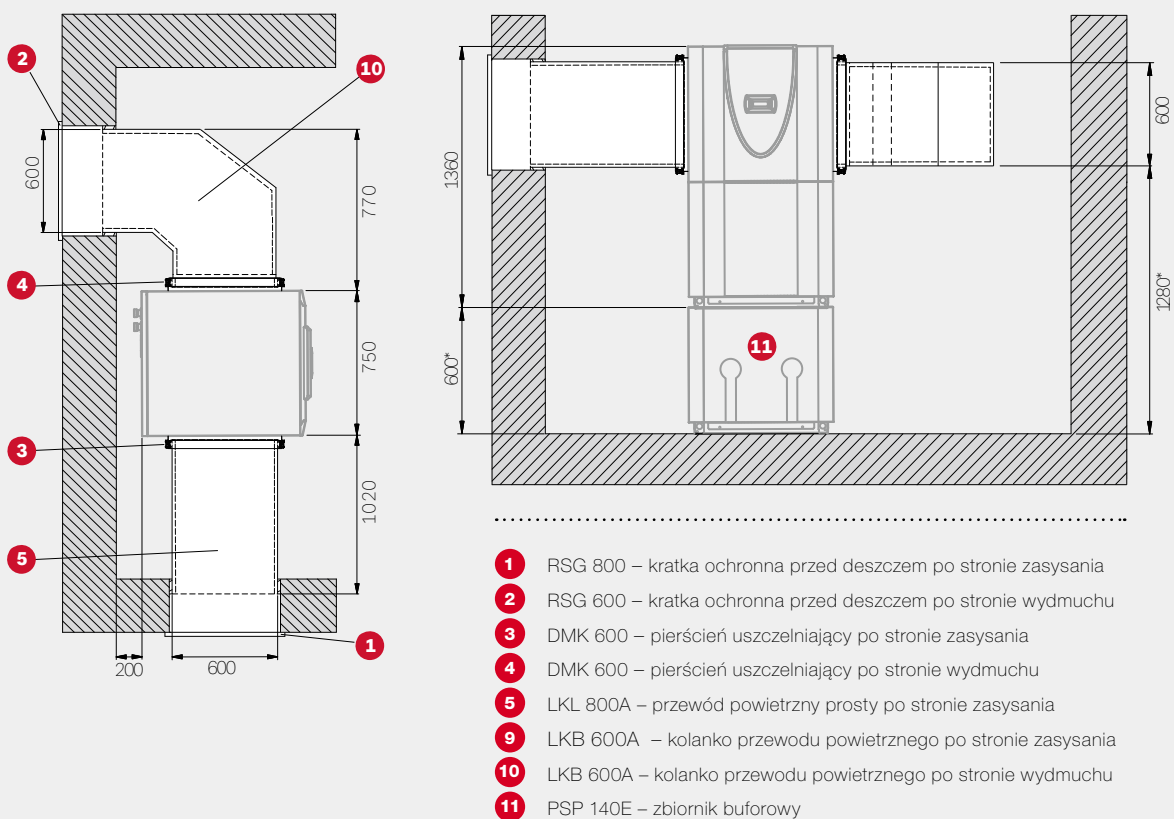 2
10
600
770
4
750
3
1020
5
1
200
600
1360
600
600*
1280*
11
1 RSG 800 – kratka ochronna przed deszczem po stronie zasysania
2 RSG 600 – kratka ochronna przed deszczem po stronie wydmuchu
3 DMK 600 – pierścień uszczelniający po stronie zasysania
4 DMK 600 – pierścień uszczelniający po stronie wydmuchu
5 LKL 800A – przewód powietrzny prosty po stronie zasysania
9 LKB 600A – kolanko przewodu powietrznego po stronie zasysania
10 LKB 600A – kolanko przewodu powietrznego po stronie wydmuchu
11 PSP 140E – zbiornik buforowy